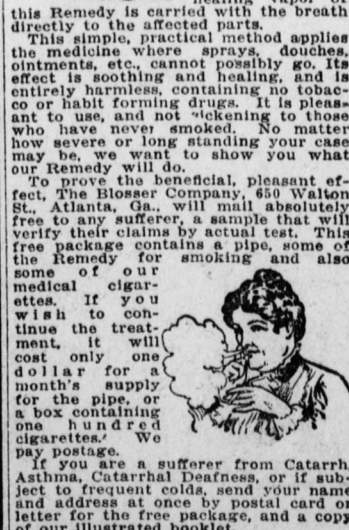 healing vapor of
this Remedy is carried with the breath
directly to the affected parts.
This simple, practical method applies
the medicine where sprays, douches,
ointments, etc., cannot possibly go. Its
effect is soothing and healing, and is
entirely harmless, containing no tobac-
co or habit forming drugs. It is pleas-
ant to use, and not sickening to those
who have never smoked. No matter
how severe or long standing your case
may be, we want to show you what
our Remedy will do.
To prove the beneficial, pleasant ef-
fect, The Blosser Company, 650 Walton
St., Atlanta, Ga., will mail absolutely
free to any sufferer, a sample that will
verify their claims by actual test. This
free package contains a pipe, some of
the Remedy for smoking and also
some of our
medical cigar-
ettes. If you
wish to con-
tinue the treat-
ment, it will
cost only one
dollar for a
month's supply
for the pipe, or
a box containing
one hundred
cigarettes. We
pay postage.
If you are a sufferer from Catarrh,
Asthma, Catarrhal Deafness, or if sub-
ject to frequent colds, send your name
and address at once by postal card or
letter for the free package, and a copy
of our illustrated booklet.